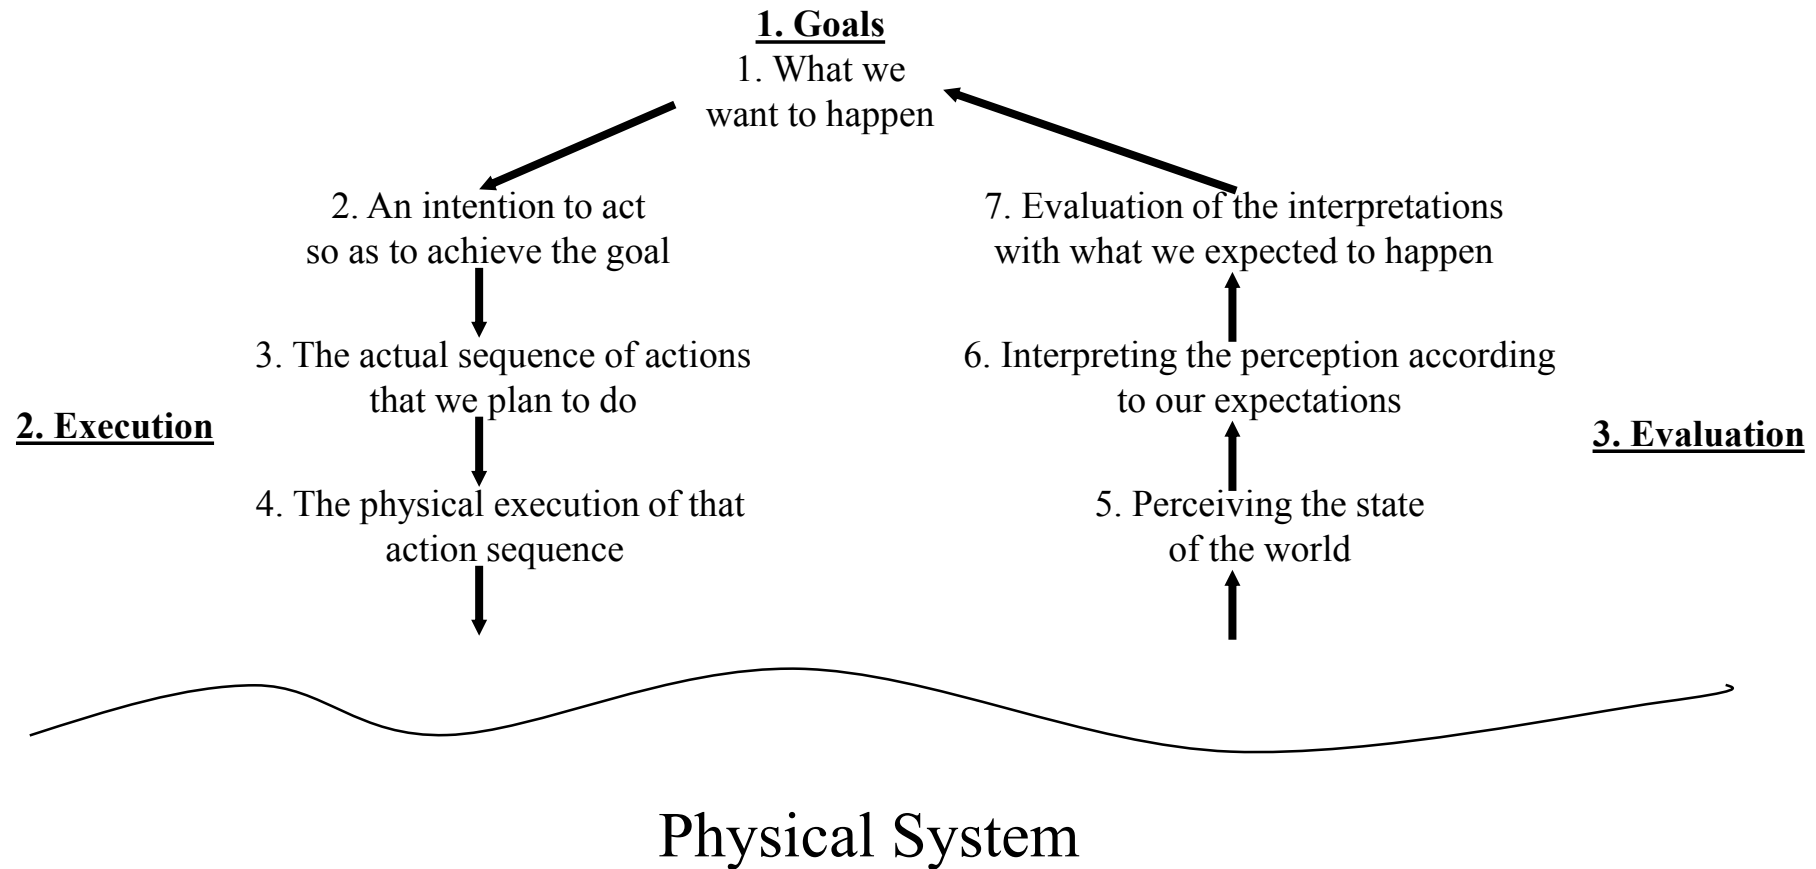 1. Goals
1. What we
want to happen
2. An intention to act
so as to achieve the goal
7. Evaluation of the interpretations
with what we expected to happen
3. The actual sequence of actions
that we plan to do
6. Interpreting the perception according
to our expectations
2. Execution
3. Evaluation
4. The physical execution of that
action sequence
5. Perceiving the state
of the world
Physical System